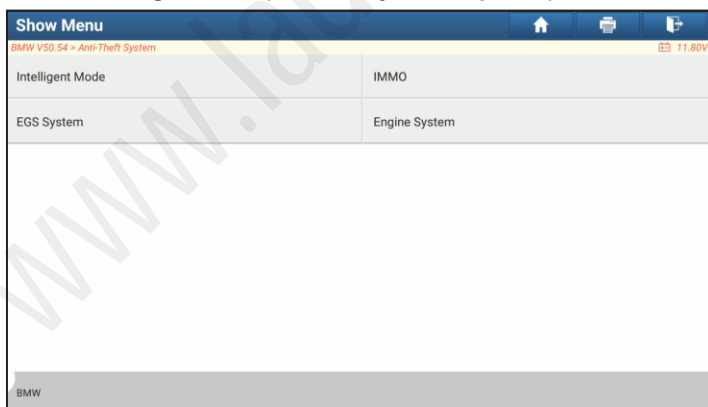 Show Menu
BMW V50.54 > Anti-Theft System
11.80V
Intelligent Mode
IMMO
EGS System
Engine System
BMW